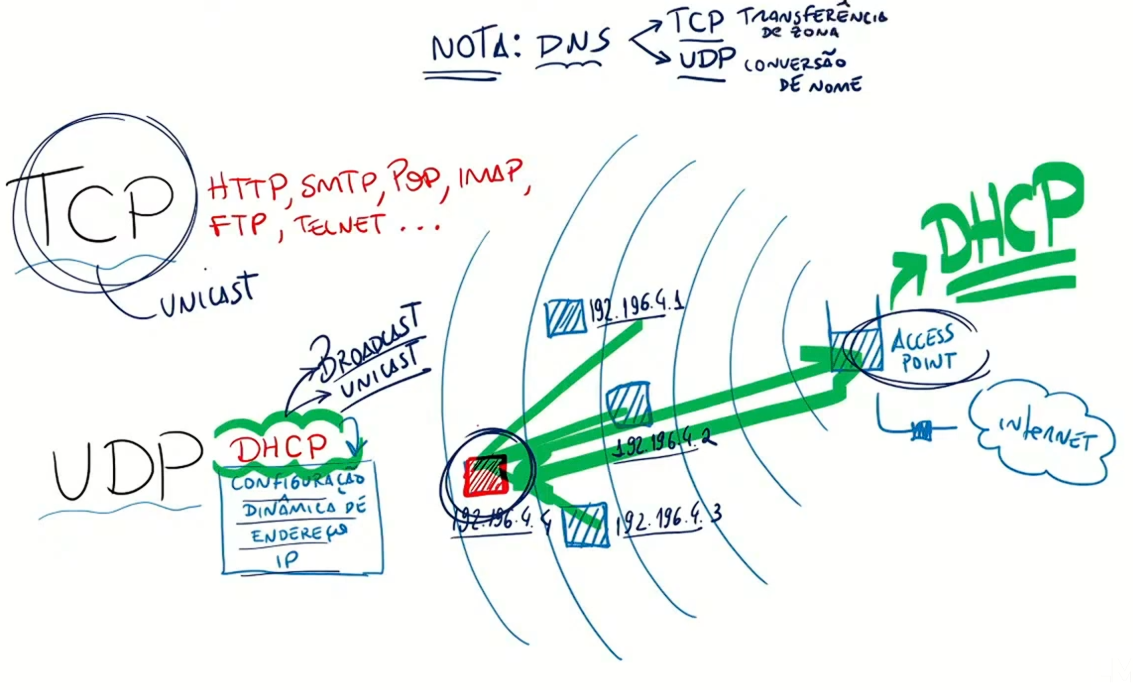 NOTA: DNS
TCP TRANSFERÊNCIA
DE ZONA
UDP CONVERSÃO
DE NOME
TCP
HTTP, SMTP, POP, IMAP,
FTP, TELNET ...
UNICAST
DHCP
192.196.4.1
ACCESS
POINT
BROADCAST
UNICAST
INTERNET
UDP
DHCP
CONFIGURAÇÃO
DINÂMICA DE
ENDEREÇO
IP
192.196.4.2
192.196.4.4
192.196.4.3